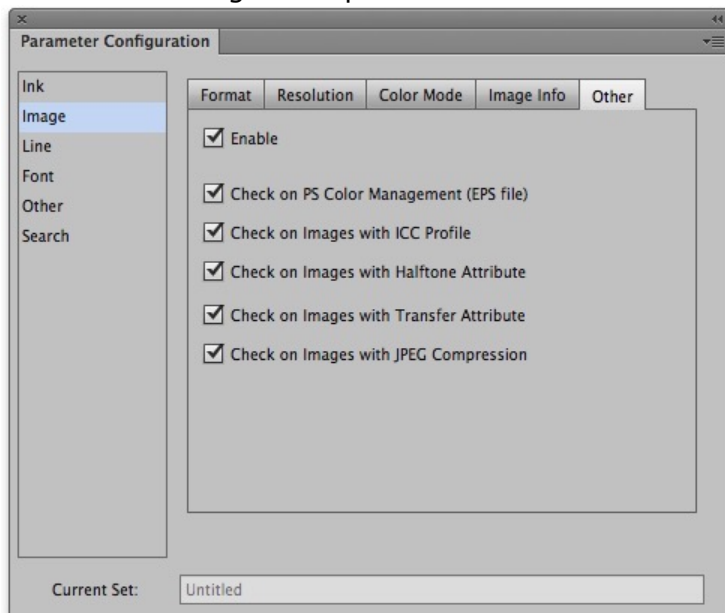 Parameter Configuration
Ink
Image
Line
Font
Other
Search
Format Resolution Color Mode Image Info Other
Enable
Check on PS Color Management (EPS file)
Check on Images with ICC Profile
Check on Images with Halftone Attribute
Check on Images with Transfer Attribute
Check on Images with JPEG Compression
Current Set: Untitled